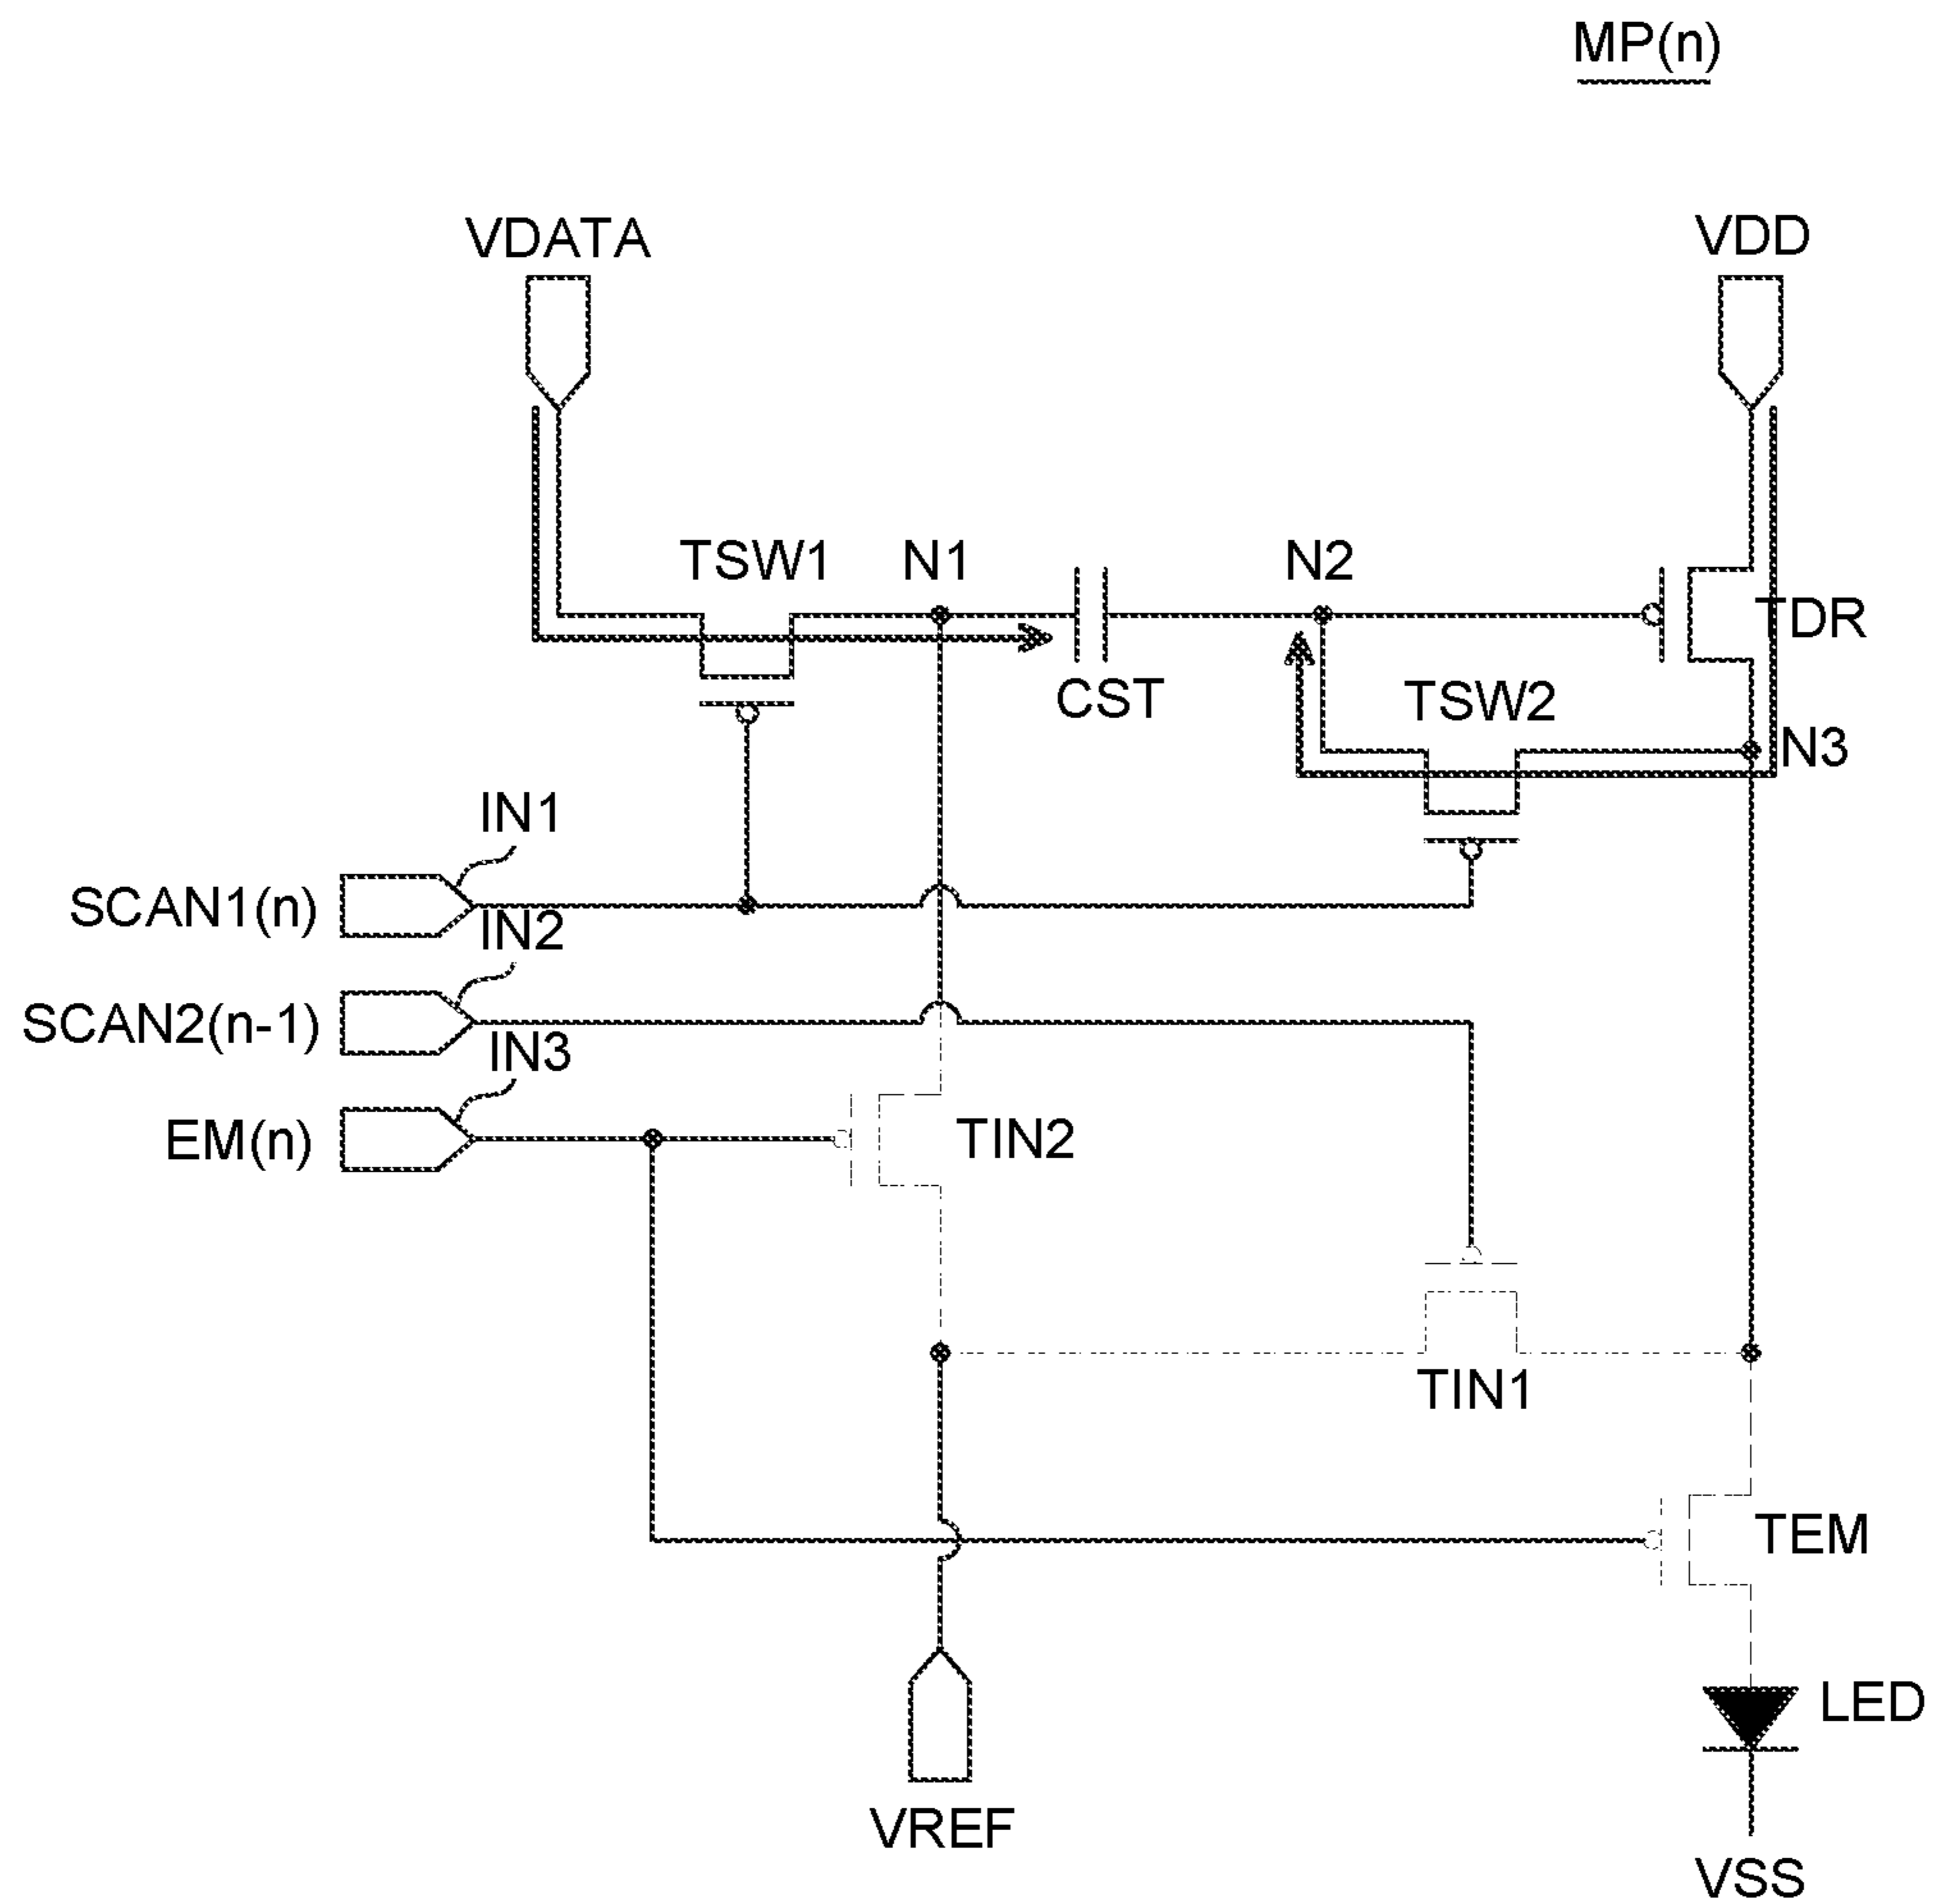 MP(n)
VDATA
VDD
TSW1
N1
N2
TDR
CST
TSW2
N3
IN1
SCAN1(n)
IN2
SCAN2(n-1)
IN3
EM(n)
TIN2
TIN1
TEM
LED
VREF
VSS